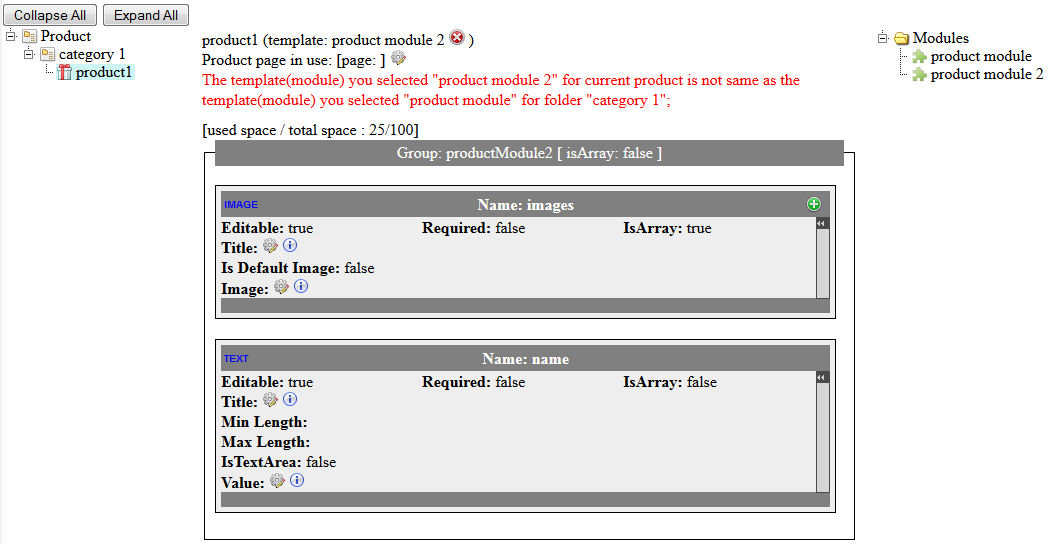 Collapse All Expand All
Product
category 1
product1
product1 (template: product module 2 )
Product page in use: [page: ]
The template(module) you selected "product module 2" for current product is not same as the
template(module) you selected "product module" for folder "category 1";
[used space / total space : 25/100]
Group: productModule2 [ isArray: false ]
IMAGE Name: images
Editable: true Required: false IsArray: true
Title:
Is Default Image: false
Image:
TEXT Name: name
Editable: true Required: false IsArray: false
Title:
Min Length:
Max Length:
IsTextArea: false
Value:
Modules
product module
product module 2